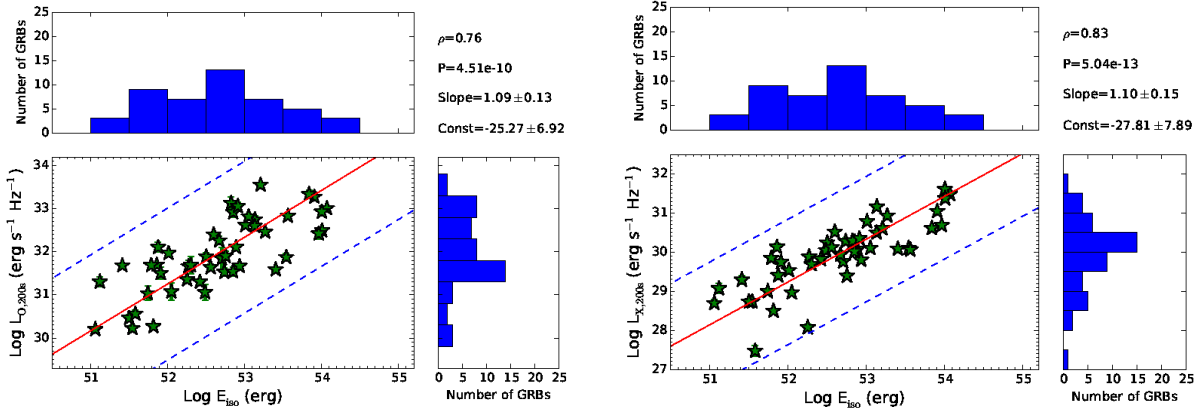 25
20
15
10
5
0
Number of GRBs
ρ=0.76
P=4.51e-10
Slope=1.09±0.13
Const=-25.27±6.92
34
33
32
31
30
Log L_O,200s (erg s⁻¹ Hz⁻¹)
51 52 53 54 55
Log E_iso (erg)
0 5 10 15 20 25
Number of GRBs
25
20
15
10
5
0
Number of GRBs
ρ=0.83
P=5.04e-13
Slope=1.10±0.15
Const=-27.81±7.89
32
31
30
29
28
27
Log L_X,200s (erg s⁻¹ Hz⁻¹)
51 52 53 54 55
Log E_iso (erg)
0 5 10 15 20 25
Number of GRBs